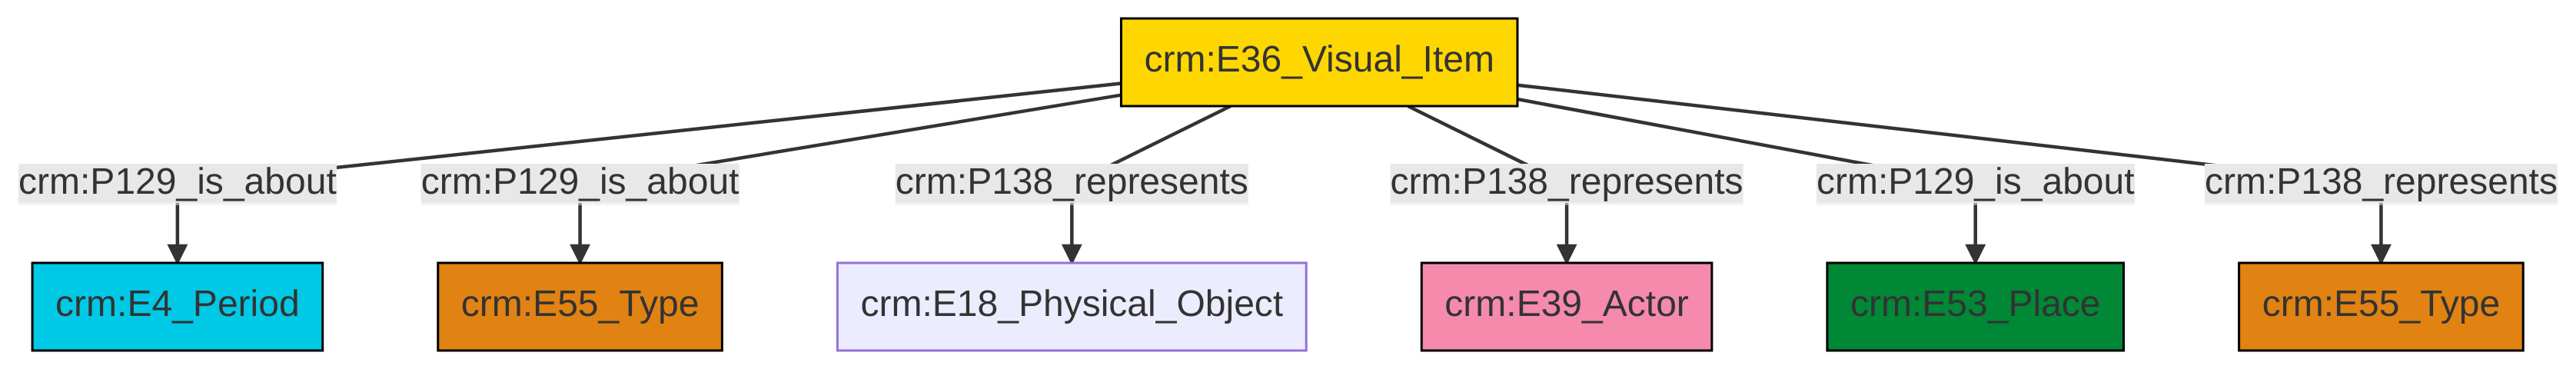 crm:E36_Visual_Item
crm:P129_is_about
crm:P129_is_about
crm:P138_represents
crm:P138_represents
crm:P129_is_about
crm:P138_represents
crm:E4_Period
crm:E55_Type
crm:E18_Physical_Object
crm:E39_Actor
crm:E53_Place
crm:E55_Type